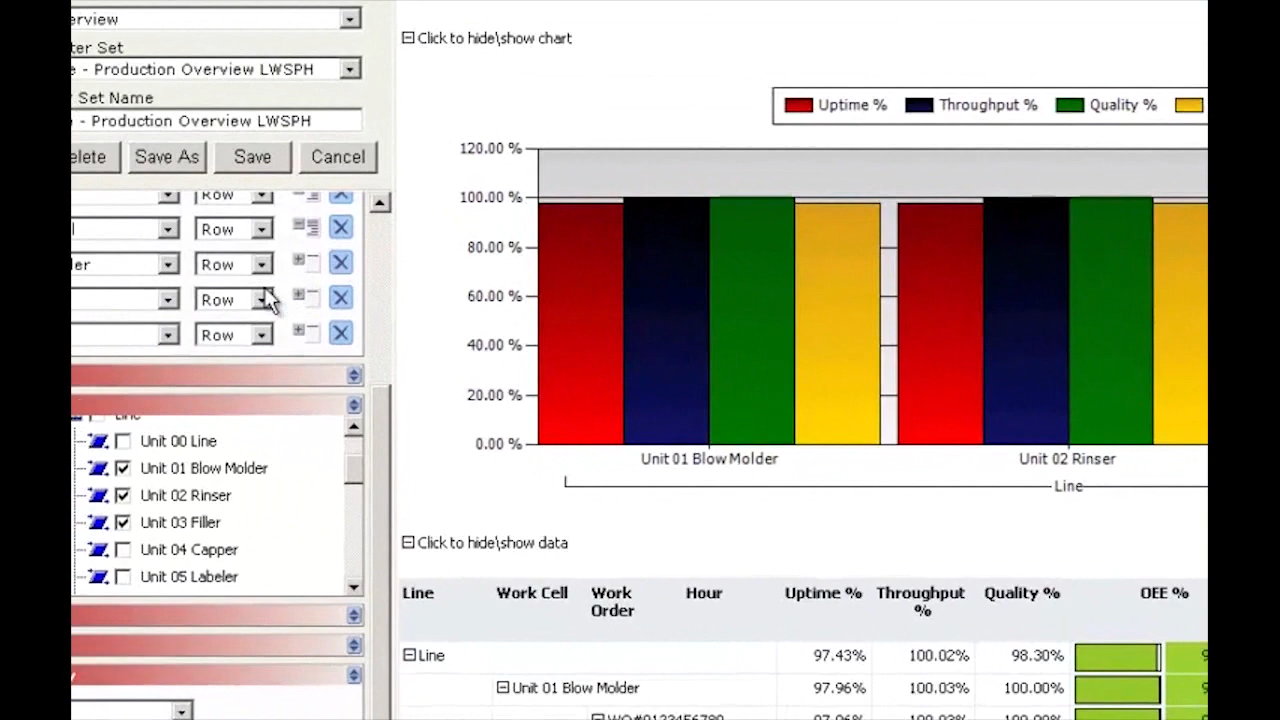 erview
ter Set
e - Production Overview LWSPH
r Set Name
e - Production Overview LWSPH
elete Save As Save Cancel
Row
l Row
der Row
Row
Row
Line
Unit 00 Line
Unit 01 Blow Molder
Unit 02 Rinser
Unit 03 Filler
Unit 04 Capper
Unit 05 Labeler
Click to hide\show chart
Uptime % Throughput % Quality %
120.00 %
100.00 %
80.00 %
60.00 %
40.00 %
20.00 %
0.00 %
Unit 01 Blow Molder Unit 02 Rinser
Line
Click to hide\show data
Line Work Cell Work Order Hour Uptime % Throughput % Quality % OEE %
Line 97.43% 100.02% 98.30% 9
Unit 01 Blow Molder 97.96% 100.03% 100.00% 9